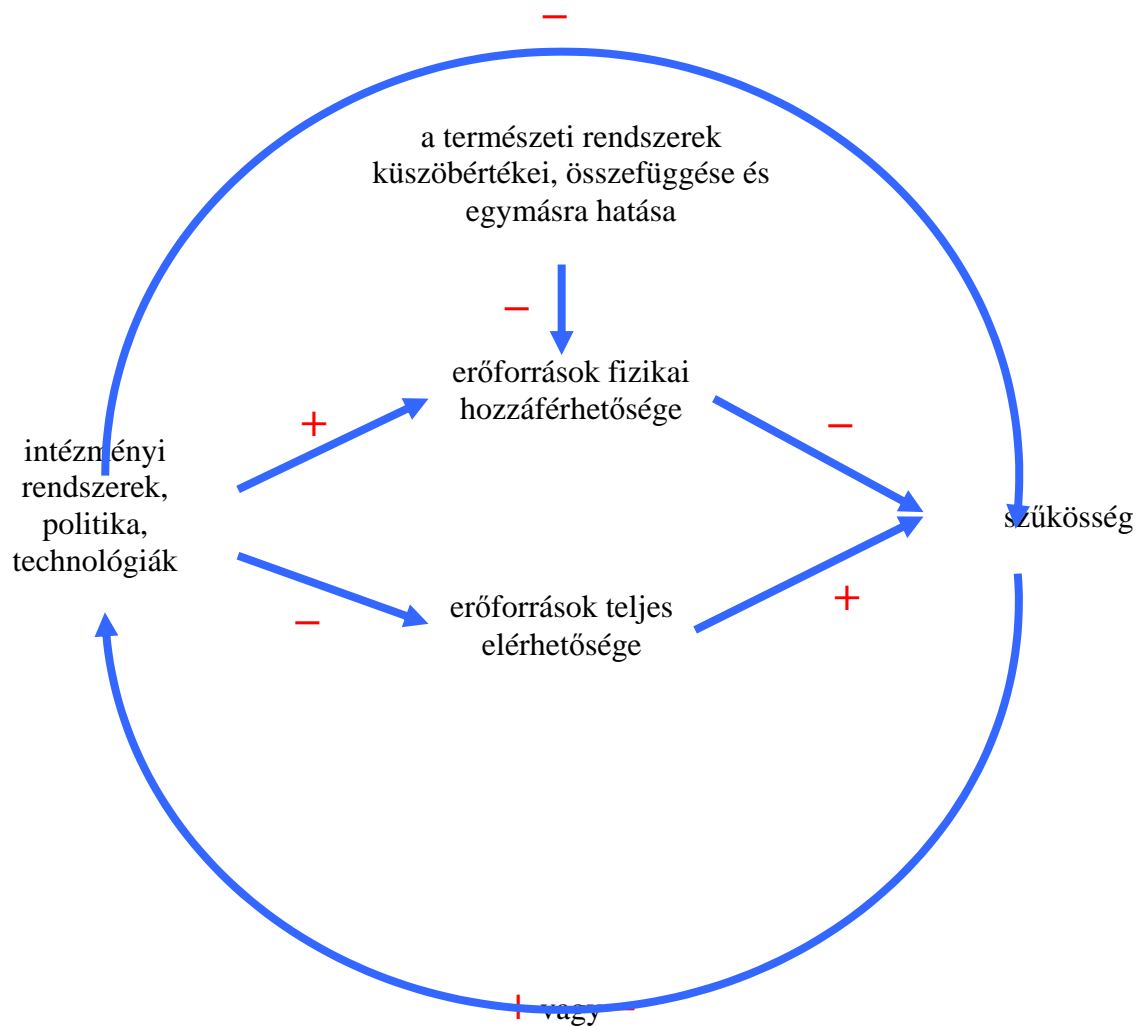 –
a természeti rendszerek
küszöbértékei, összefüggése és
egymásra hatása
–
erőforrások fizikai
hozzáférhetősége
+
–
intézményi
rendszerek,
politika,
technológiák
szűkösség
erőforrások teljes
elérhetősége
–
+
+ vagy –